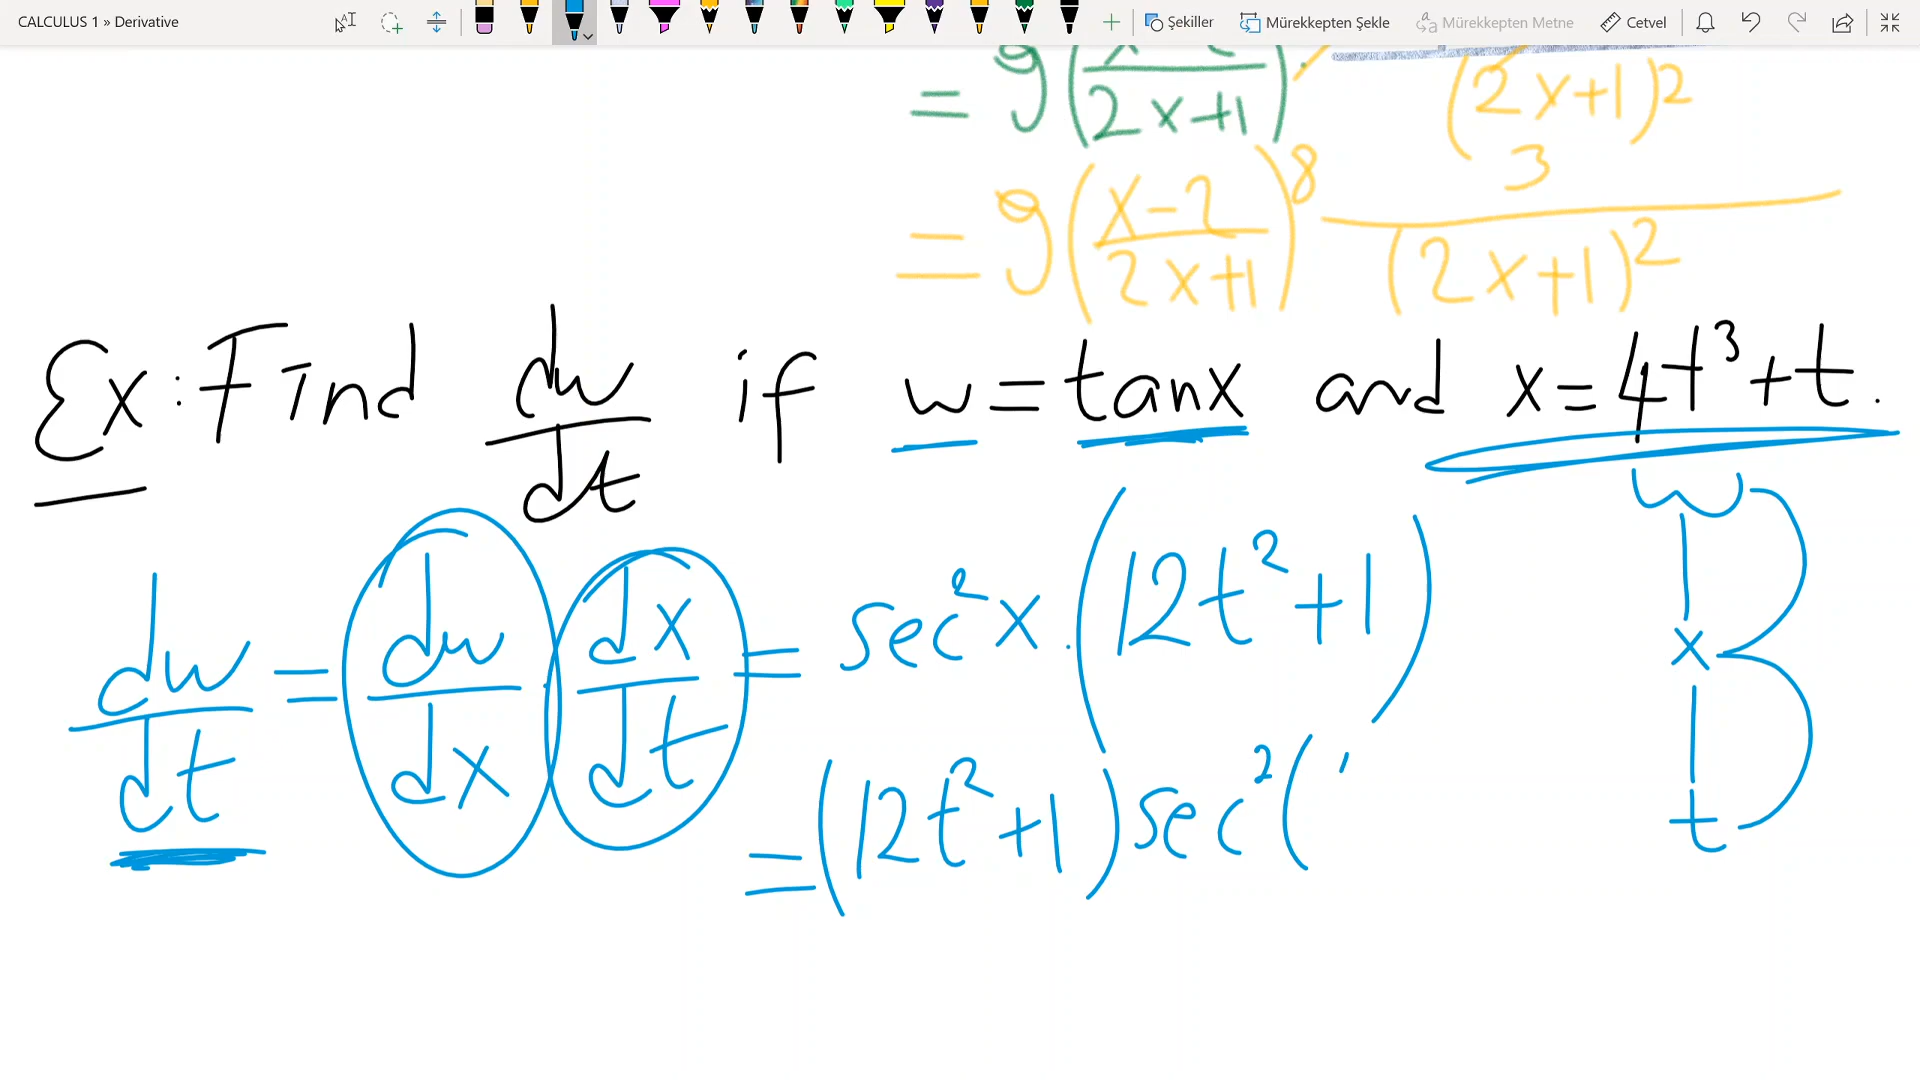 CALCULUS 1 » Derivative
Şekiller
Mürekkepten Şekle
Mürekkepten Metne
Cetvel
= 9(/2x+1) · /(2x+1)²
= 9(x-2/2x+1)⁸ 3/(2x+1)²
Ex: Find dw/dt if w = tanx and x = 4t³+t.
dw/dt = dw/dx · dx/dt = sec²x.(12t²+1)
= (12t²+1) sec²(
w
x
t